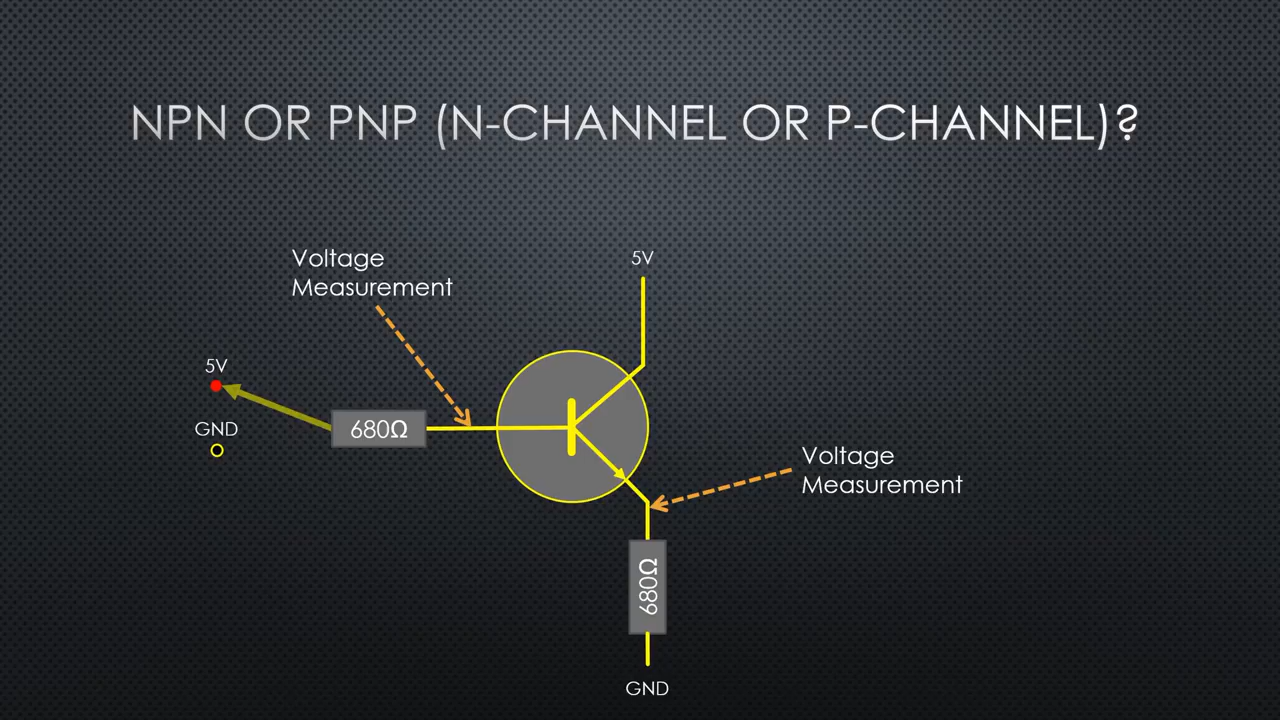 NPN OR PNP (N-CHANNEL OR P-CHANNEL)?
Voltage
Measurement
5V
5V
GND
680Ω
Voltage
Measurement
680Ω
GND